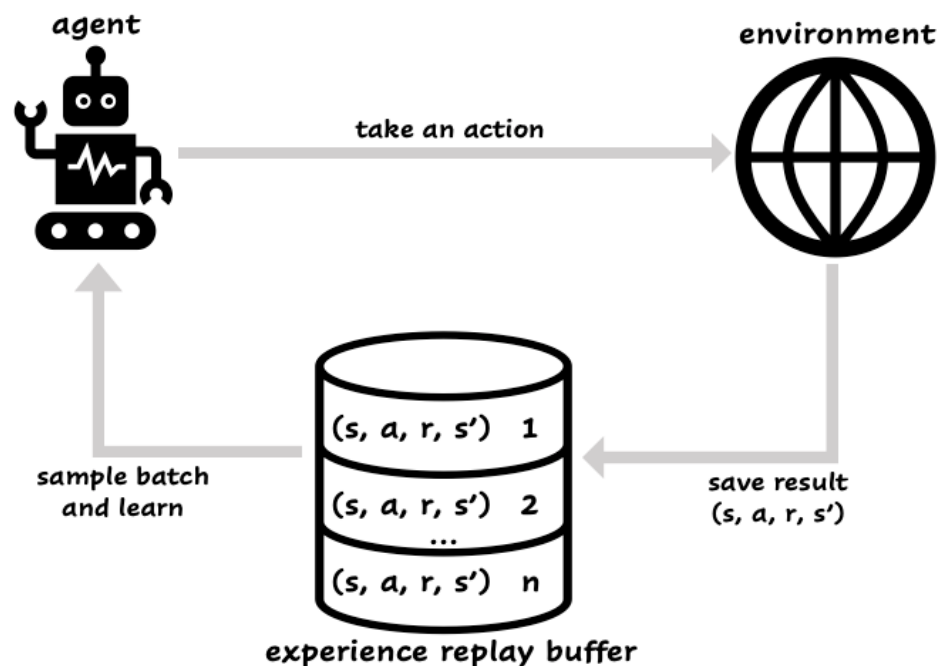 agent
environment
take an action
(s, a, r, s’) 1
(s, a, r, s’) 2
...
(s, a, r, s’) n
sample batch
and learn
save result
(s, a, r, s’)
experience replay buffer